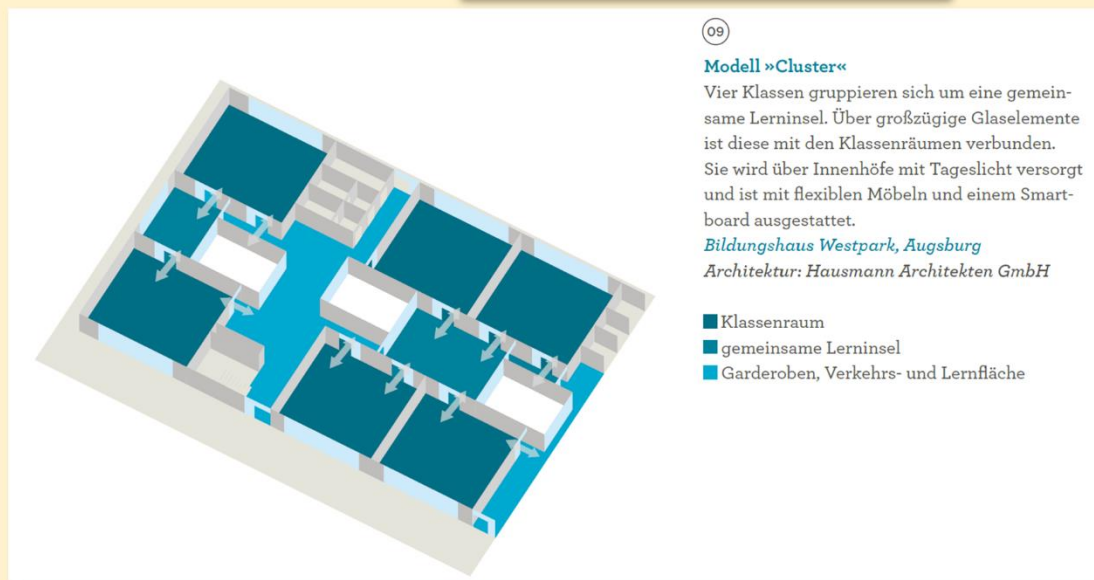 09
Modell »Cluster«
Vier Klassen gruppieren sich um eine gemein-
same Lerninsel. Über großzügige Glaselemente
ist diese mit den Klassenräumen verbunden.
Sie wird über Innenhöfe mit Tageslicht versorgt
und ist mit flexiblen Möbeln und einem Smart-
board ausgestattet.
Bildungshaus Westpark, Augsburg
Architektur: Hausmann Architekten GmbH
Klassenraum
gemeinsame Lerninsel
Garderoben, Verkehrs- und Lernfläche